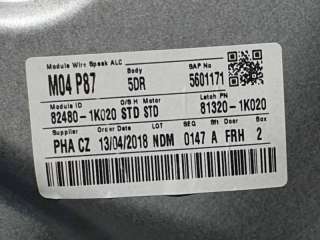 Module Wire Speak ALC Body SAP No
M04 P87 5DR 5601171
Module ID O/S H Motor Latch PN
82480-1K020 STD STD 81320-1K020
Supplier Order Date LOT SEQ Sft Door Box
PHA CZ 13/04/2018 NDM 0147 A FRH 2